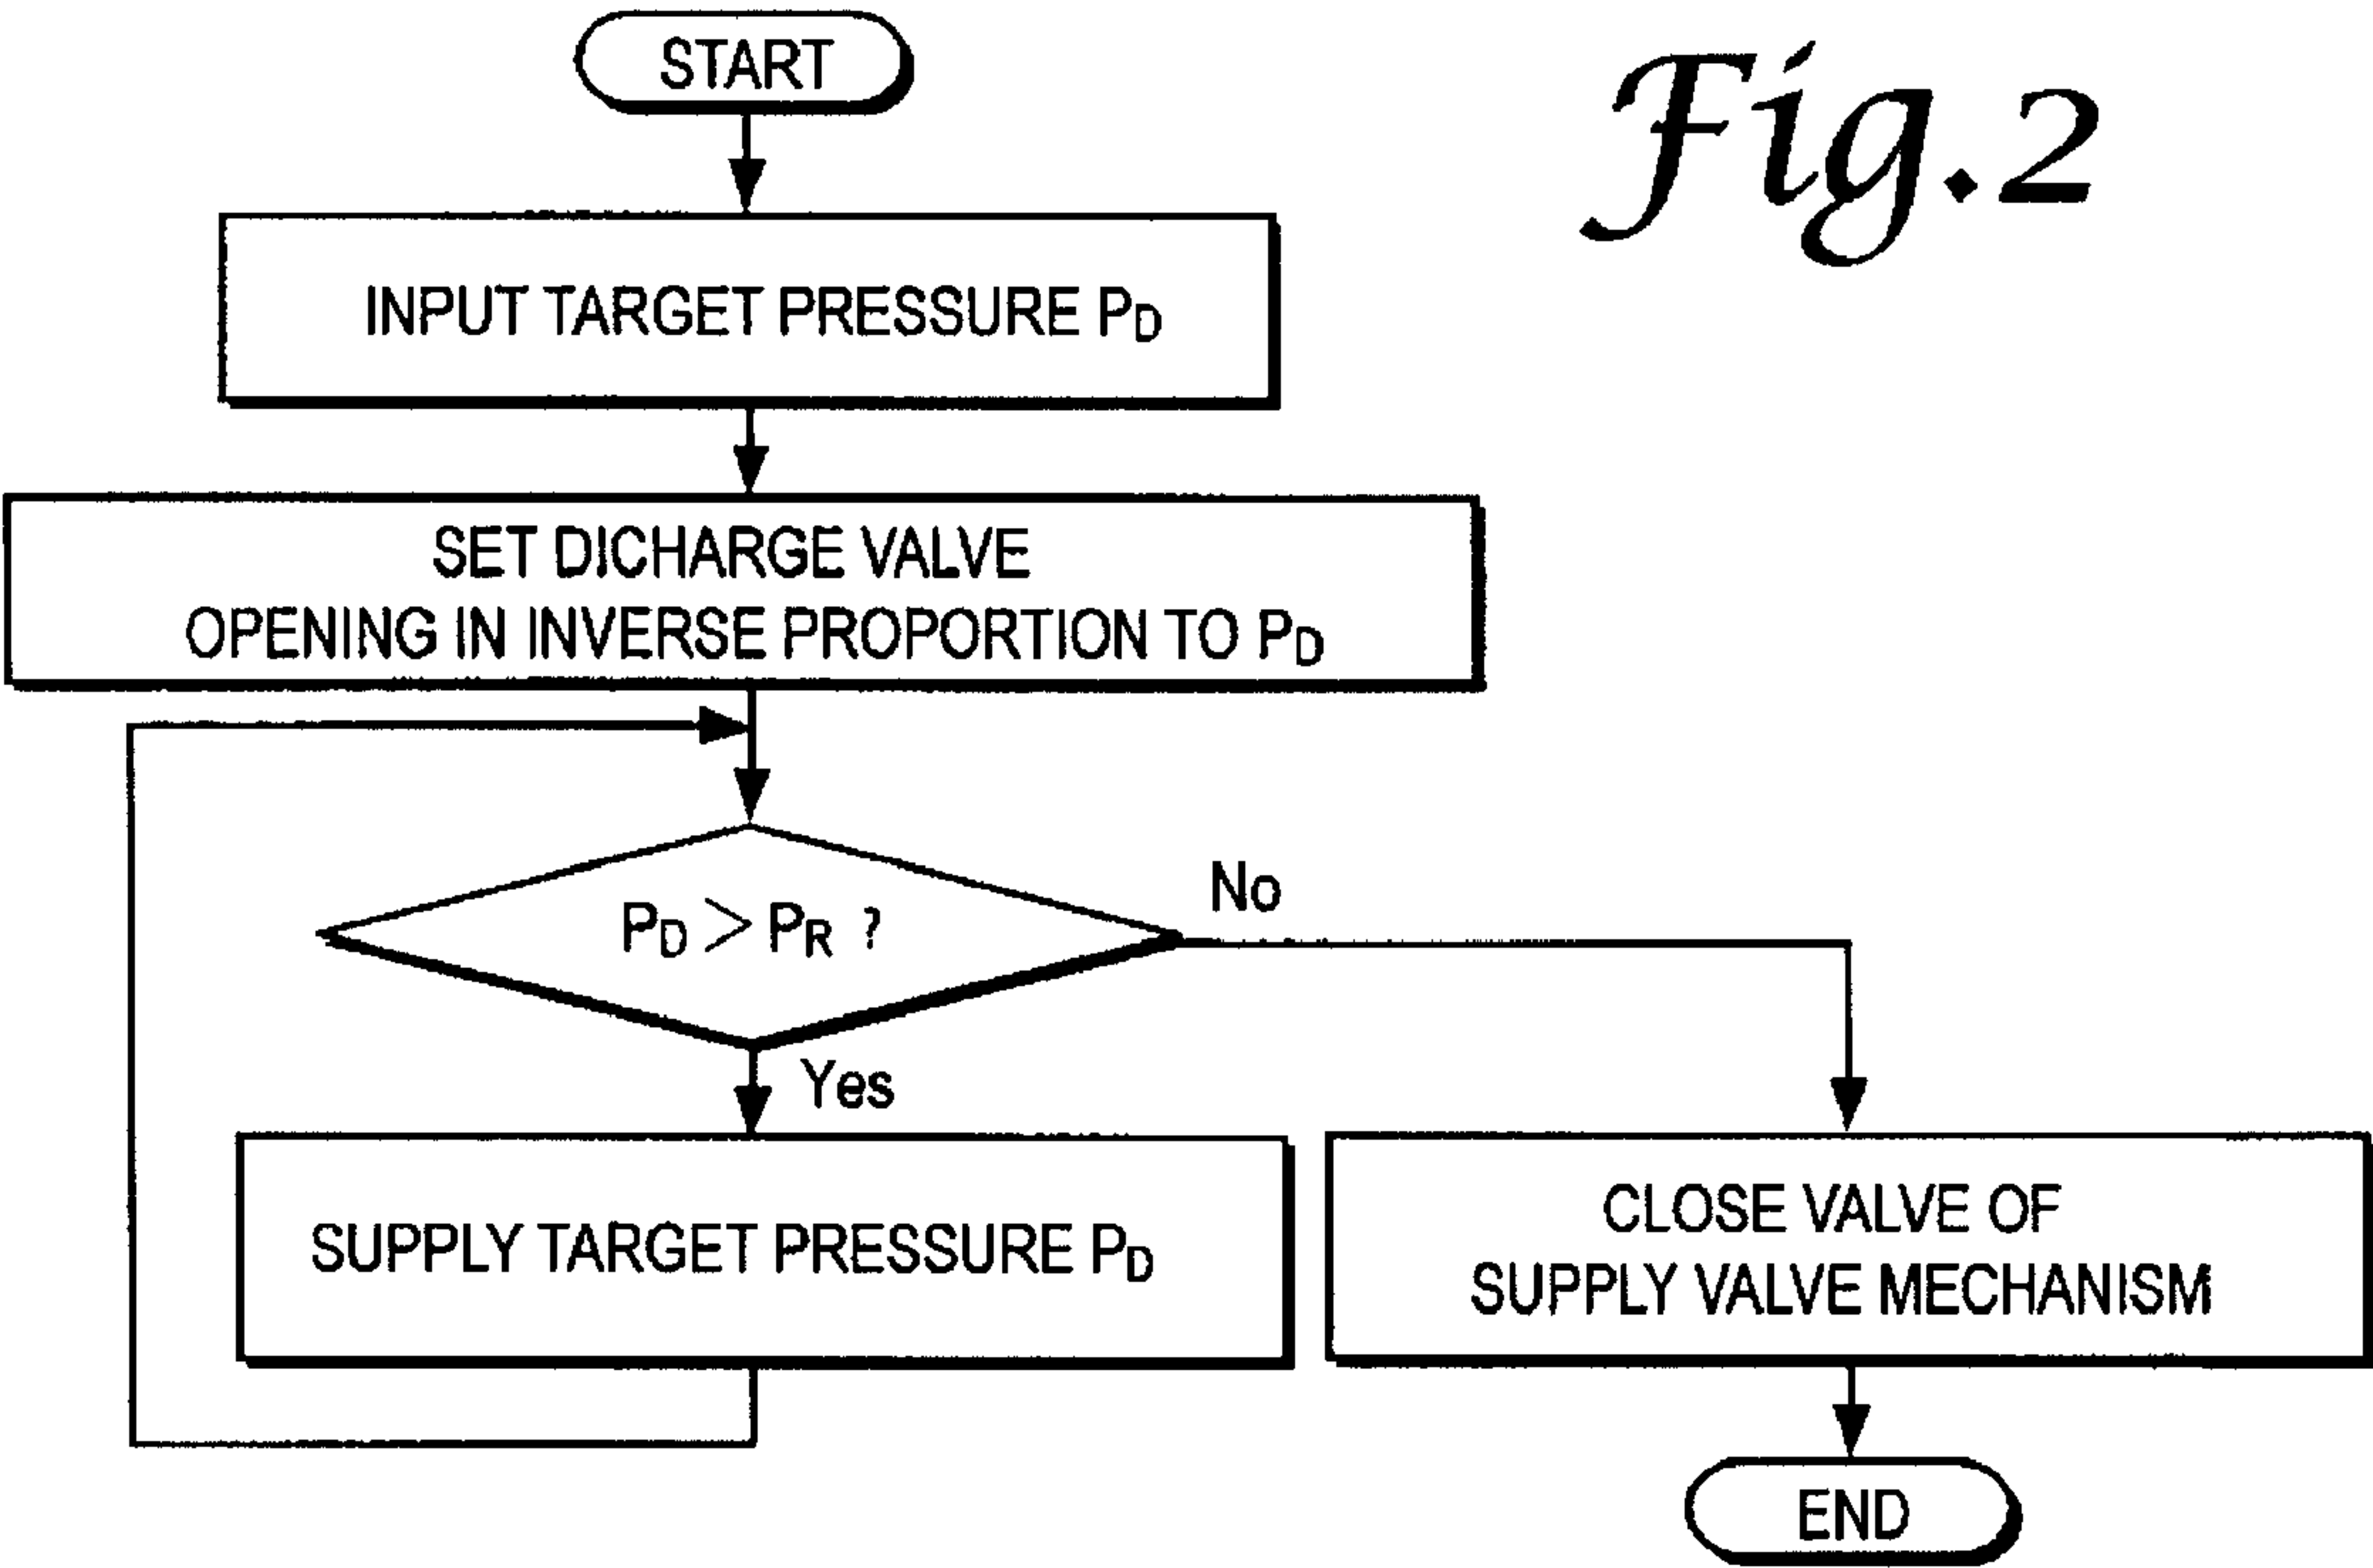 START
Fig.2
INPUT TARGET PRESSURE PD
SET DICHARGE VALVE
OPENING IN INVERSE PROPORTION TO PD
PD > PR ?
No
Yes
SUPPLY TARGET PRESSURE PD
CLOSE VALVE OF
SUPPLY VALVE MECHANISM
END